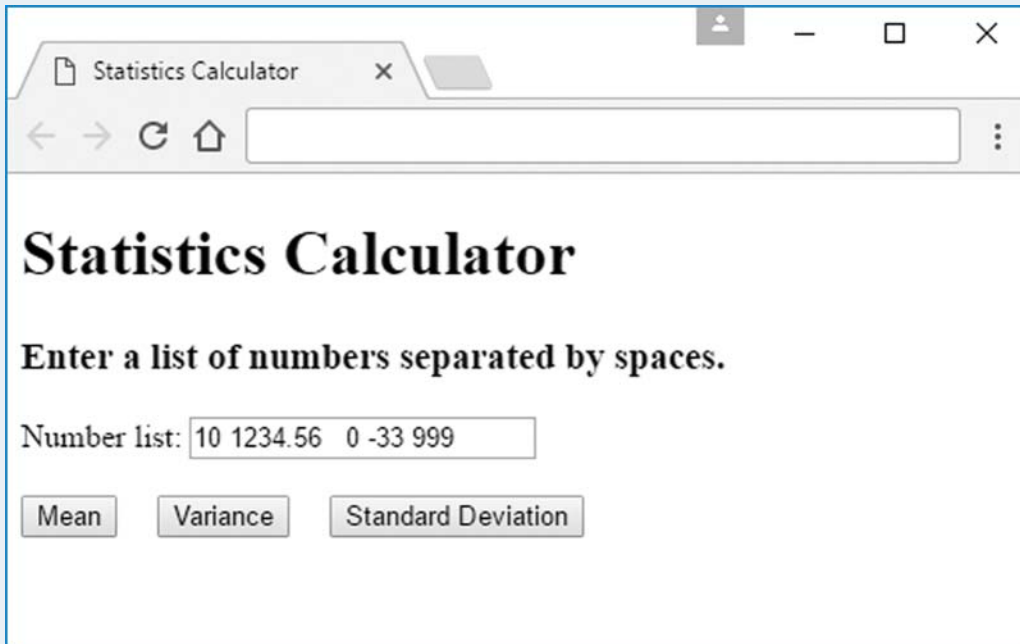 Statistics Calculator
Statistics Calculator
Enter a list of numbers separated by spaces.
Number list: 10 1234.56   0 -33 999
Mean Variance Standard Deviation